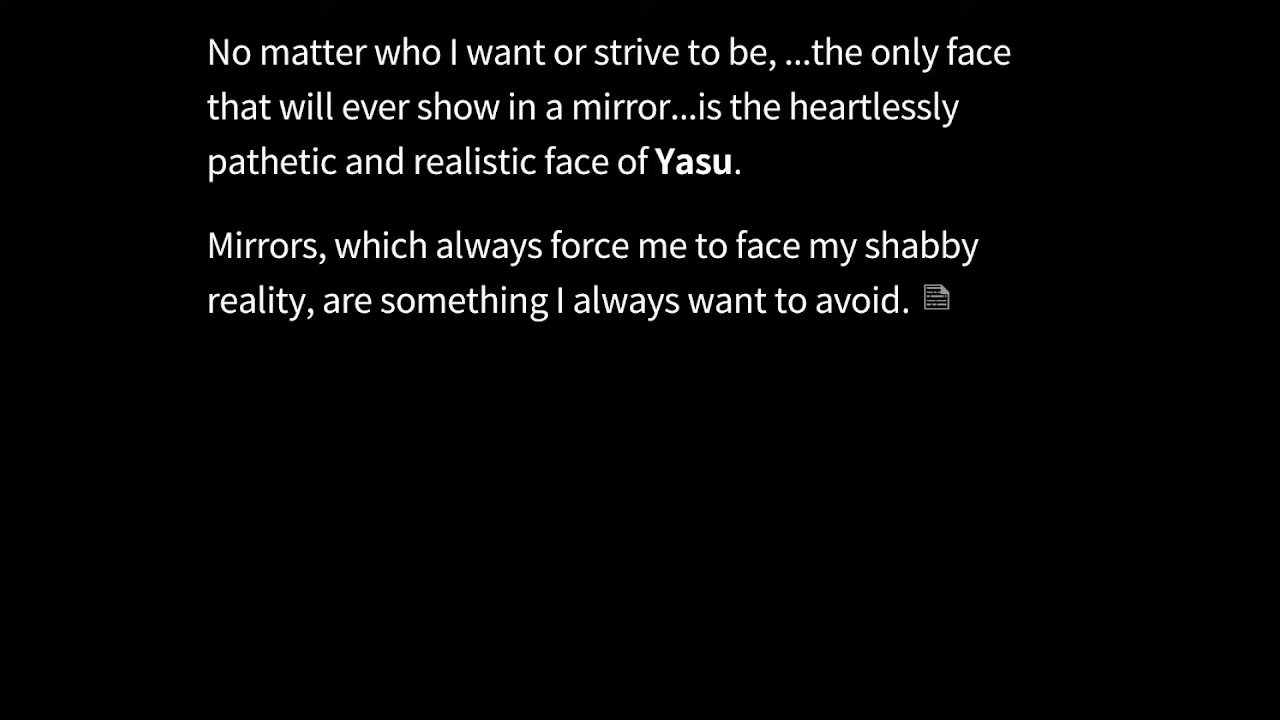 No matter who I want or strive to be, ...the only face
that will ever show in a mirror...is the heartlessly
pathetic and realistic face of Yasu.
Mirrors, which always force me to face my shabby
reality, are something I always want to avoid.